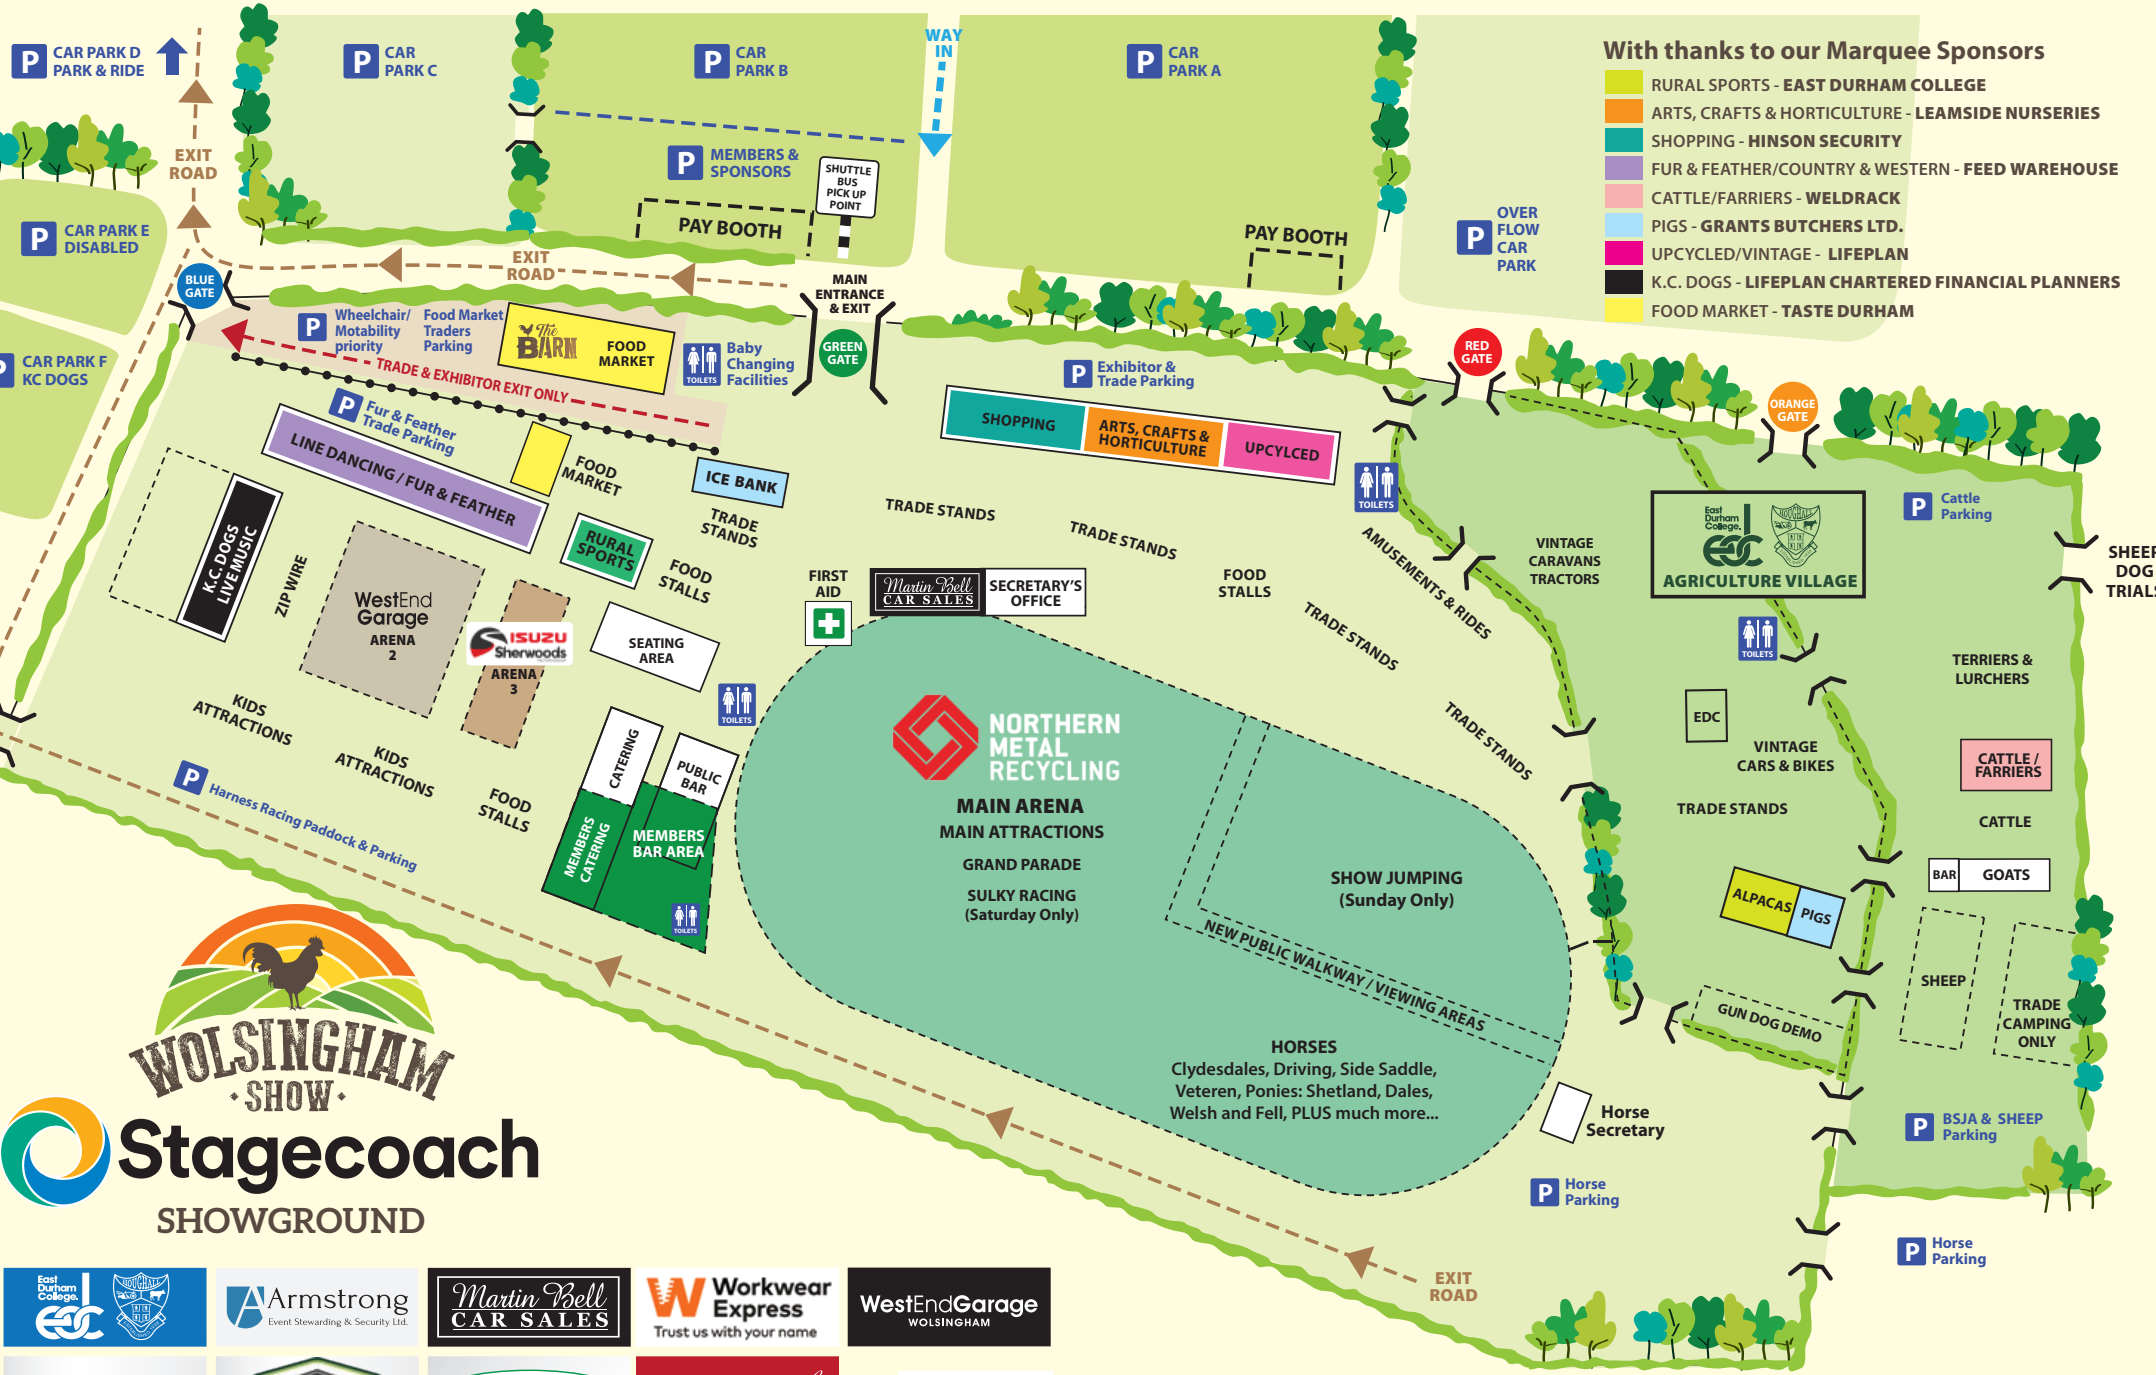 CAR PARK D
PARK & RIDE
P
CAR
PARK C
P
CAR
PARK B
P
WAY
IN
CAR
PARK A
P
With thanks to our Marquee Sponsors
RURAL SPORTS - EAST DURHAM COLLEGE
ARTS, CRAFTS & HORTICULTURE - LEAMSIDE NURSERIES
SHOPPING - HINSON SECURITY
FUR & FEATHER/COUNTRY & WESTERN - FEED WAREHOUSE
CATTLE/FARRIERS - WELDRACK
PIGS - GRANTS BUTCHERS LTD.
UPCYCLED/VINTAGE - LIFEPLAN
K.C. DOGS - LIFEPLAN CHARTERED FINANCIAL PLANNERS
FOOD MARKET - TASTE DURHAM
EXIT
ROAD
P
MEMBERS &
SPONSORS
SHUTTLE
BUS
PICK UP
POINT
PAY BOOTH
PAY BOOTH
P
OVER
FLOW
CAR
PARK
P
CAR PARK E
DISABLED
EXIT
ROAD
BLUE
GATE
MAIN
ENTRANCE
& EXIT
GREEN
GATE
RED
GATE
ORANGE
GATE
P
CAR PARK F
KC DOGS
P
Wheelchair/
Motability
priority
Food Market
Traders
Parking
The
BARN
FOOD
MARKET
TOILETS
Baby
Changing
Facilities
TRADE & EXHIBITOR EXIT ONLY
P
Fur & Feather
Trade Parking
P
Exhibitor &
Trade Parking
SHOPPING
ARTS, CRAFTS &
HORTICULTURE
UPCYLCED
LINE DANCING / FUR & FEATHER
FOOD
MARKET
ICE BANK
TRADE
STANDS
TRADE STANDS
TRADE STANDS
TOILETS
AMUSEMENTS & RIDES
VINTAGE
CARAVANS
TRACTORS
East
Durham
College.
edc
HOUGHALL
AGRICULTURE VILLAGE
P
Cattle
Parking
SHEEP
DOG
TRIALS
K.C. DOGS
LIVE MUSIC
ZIPWIRE
WestEnd
Garage
ARENA
2
RURAL
SPORTS
FOOD
STALLS
ISUZU
Sherwoods
ARENA
3
SEATING
AREA
FIRST
AID
Martin Bell
CAR SALES
SECRETARY'S
OFFICE
FOOD
STALLS
TRADE STANDS
TRADE STANDS
TOILETS
TERRIERS &
LURCHERS
EDC
VINTAGE
CARS & BIKES
CATTLE /
FARRIERS
TRADE STANDS
CATTLE
BAR
GOATS
ALPACAS
PIGS
SHEEP
TRADE
CAMPING
ONLY
GUN DOG DEMO
KIDS
ATTRACTIONS
KIDS
ATTRACTIONS
P
Harness Racing Paddock & Parking
FOOD
STALLS
TOILETS
CATERING
PUBLIC
BAR
MEMBERS
CATERING
MEMBERS
BAR AREA
TOILETS
NORTHERN
METAL
RECYCLING
MAIN ARENA
MAIN ATTRACTIONS
GRAND PARADE
SULKY RACING
(Saturday Only)
SHOW JUMPING
(Sunday Only)
NEW PUBLIC WALKWAY / VIEWING AREAS
HORSES
Clydesdales, Driving, Side Saddle,
Veteren, Ponies: Shetland, Dales,
Welsh and Fell, PLUS much more...
Horse
Secretary
P
Horse
Parking
P
BSJA & SHEEP
Parking
P
Horse
Parking
EXIT
ROAD
WOLSINGHAM
SHOW
Stagecoach
SHOWGROUND
East
Durham
College.
edc
HOUGHALL
Armstrong
Event Stewarding & Security Ltd.
Martin Bell
CAR SALES
Workwear
Express
Trust us with your name
WestEndGarage
WOLSINGHAM